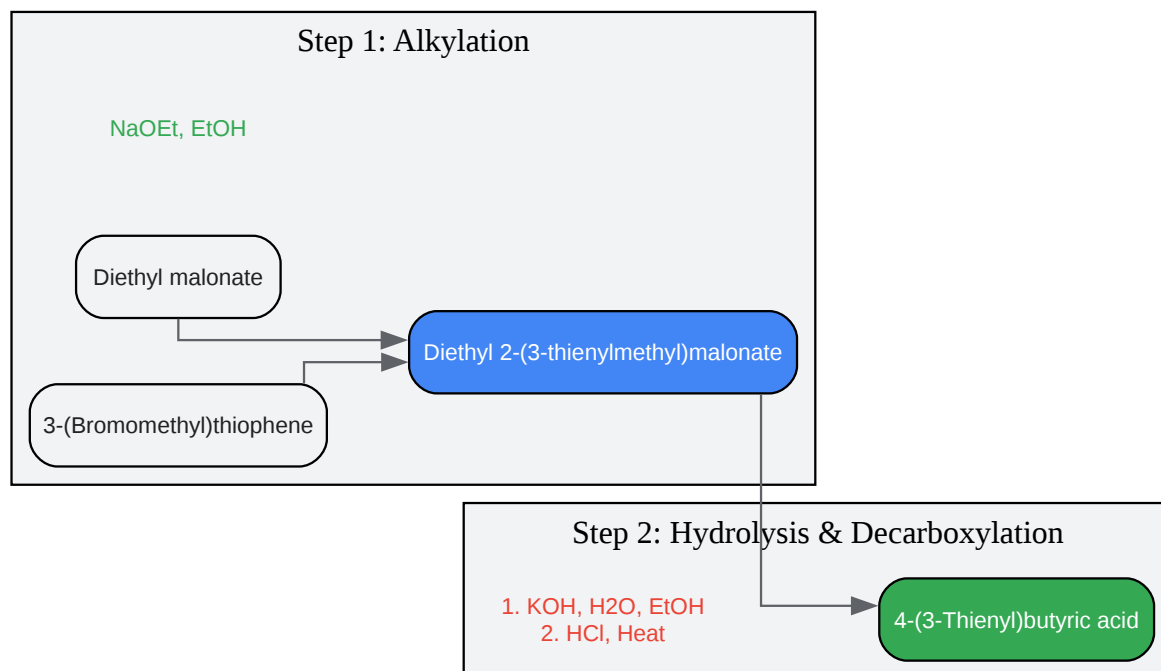 Step 1: Alkylation
NaOEt, EtOH
Diethyl malonate
Diethyl 2-(3-thienylmethyl)malonate
3-(Bromomethyl)thiophene
Step 2: Hydrolysis & Decarboxylation
1. KOH, H2O, EtOH
2. HCl, Heat
4-(3-Thienyl)butyric acid